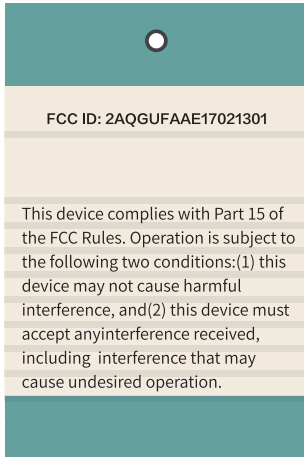 FCC ID: 2AQGUFAAE17021301
This device complies with Part 15 of
the FCC Rules. Operation is subject to
the following two conditions:(1) this
device may not cause harmful
interference, and(2) this device must
accept anyinterference received,
including  interference that may
cause undesired operation.